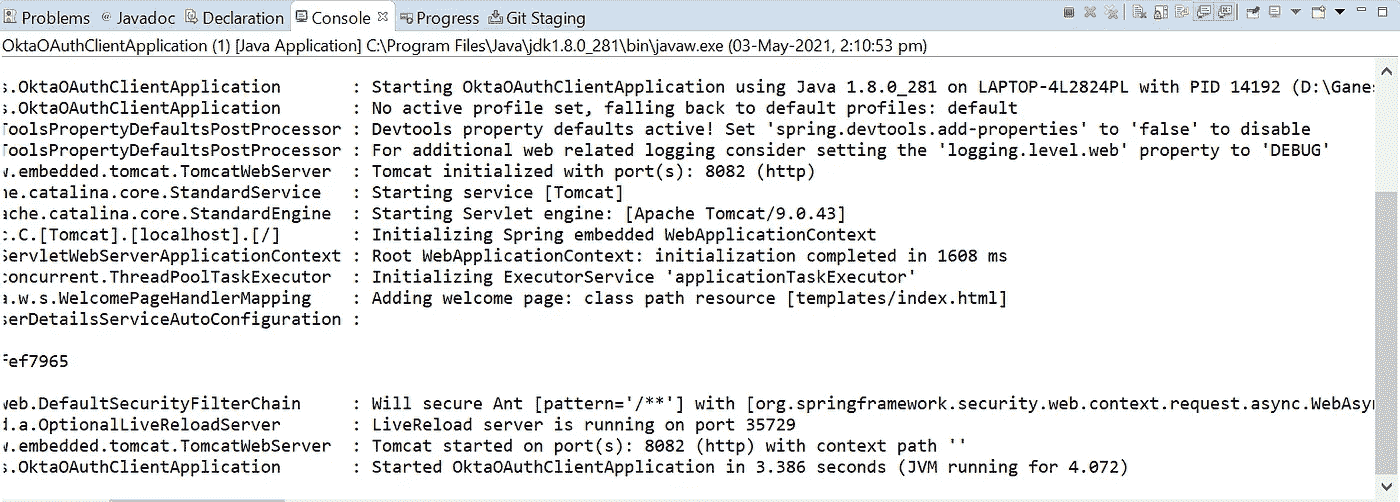 Problems @ Javadoc Declaration Console Progress Git Staging
OktaOAuthClientApplication (1) [Java Application] C:\Program Files\Java\jdk1.8.0_281\bin\javaw.exe (03-May-2021, 2:10:53 pm)
s.OktaOAuthClientApplication : Starting OktaOAuthClientApplication using Java 1.8.0_281 on LAPTOP-4L2824PL with PID 14192 (D:\Gane
s.OktaOAuthClientApplication : No active profile set, falling back to default profiles: default
ToolsPropertyDefaultsPostProcessor : Devtools property defaults active! Set 'spring.devtools.add-properties' to 'false' to disable
ToolsPropertyDefaultsPostProcessor : For additional web related logging consider setting the 'logging.level.web' property to 'DEBUG'
w.embedded.tomcat.TomcatWebServer : Tomcat initialized with port(s): 8082 (http)
he.catalina.core.StandardService : Starting service [Tomcat]
ache.catalina.core.StandardEngine : Starting Servlet engine: [Apache Tomcat/9.0.43]
c.C.[Tomcat].[localhost].[/] : Initializing Spring embedded WebApplicationContext
ServletWebServerApplicationContext : Root WebApplicationContext: initialization completed in 1608 ms
concurrent.ThreadPoolTaskExecutor : Initializing ExecutorService 'applicationTaskExecutor'
a.w.s.WelcomePageHandlerMapping : Adding welcome page: class path resource [templates/index.html]
serDetailsServiceAutoConfiguration :
fef7965
web.DefaultSecurityFilterChain : Will secure Ant [pattern='/**'] with [org.springframework.security.web.context.request.async.WebAsyn
d.a.OptionalLiveReloadServer : LiveReload server is running on port 35729
w.embedded.tomcat.TomcatWebServer : Tomcat started on port(s): 8082 (http) with context path ''
s.OktaOAuthClientApplication : Started OktaOAuthClientApplication in 3.386 seconds (JVM running for 4.072)